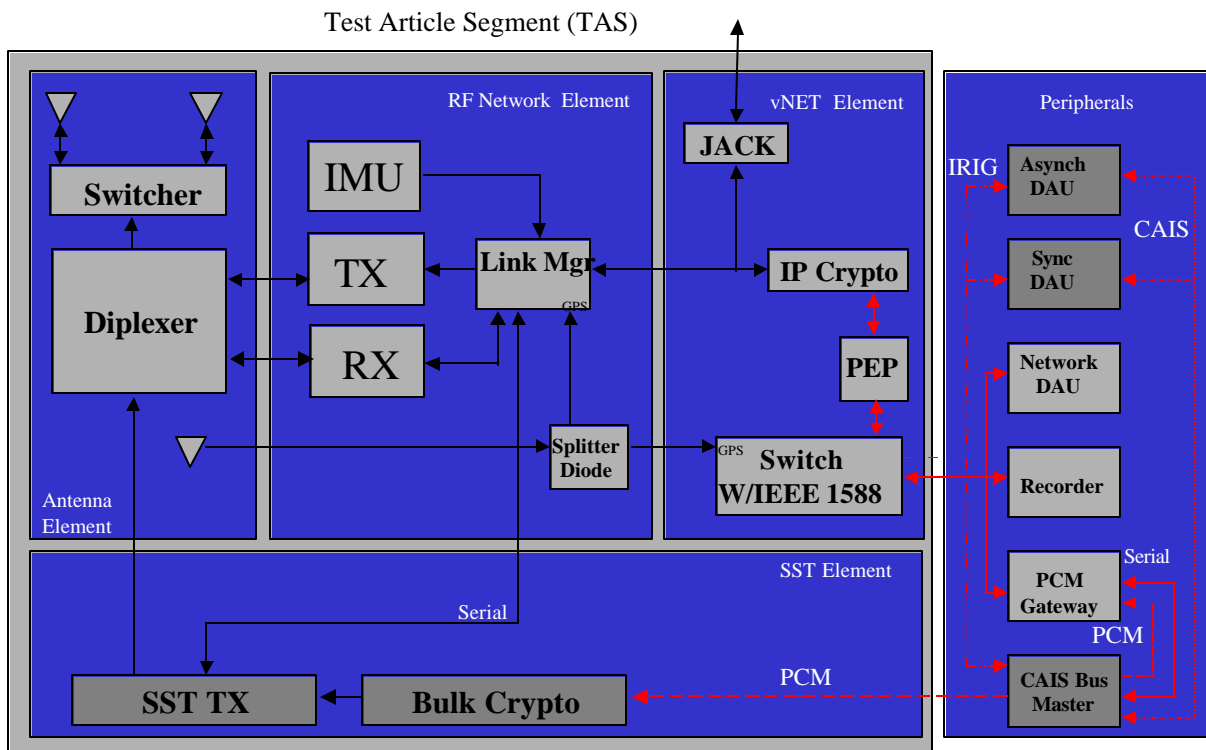 Test Article Segment (TAS)
RF Network Element
vNET Element
Peripherals
JACK
IMU
IRIG
Asynch
DAU
Switcher
CAIS
TX
Link Mgr
GPS
IP Crypto
Sync
DAU
Diplexer
RX
PEP
Network
DAU
Splitter
Diode
GPS
Switch
W/IEEE 1588
Recorder
Antenna
Element
SST Element
Serial
PCM
Gateway
Serial
PCM
SST TX
Bulk Crypto
PCM
CAIS Bus
Master